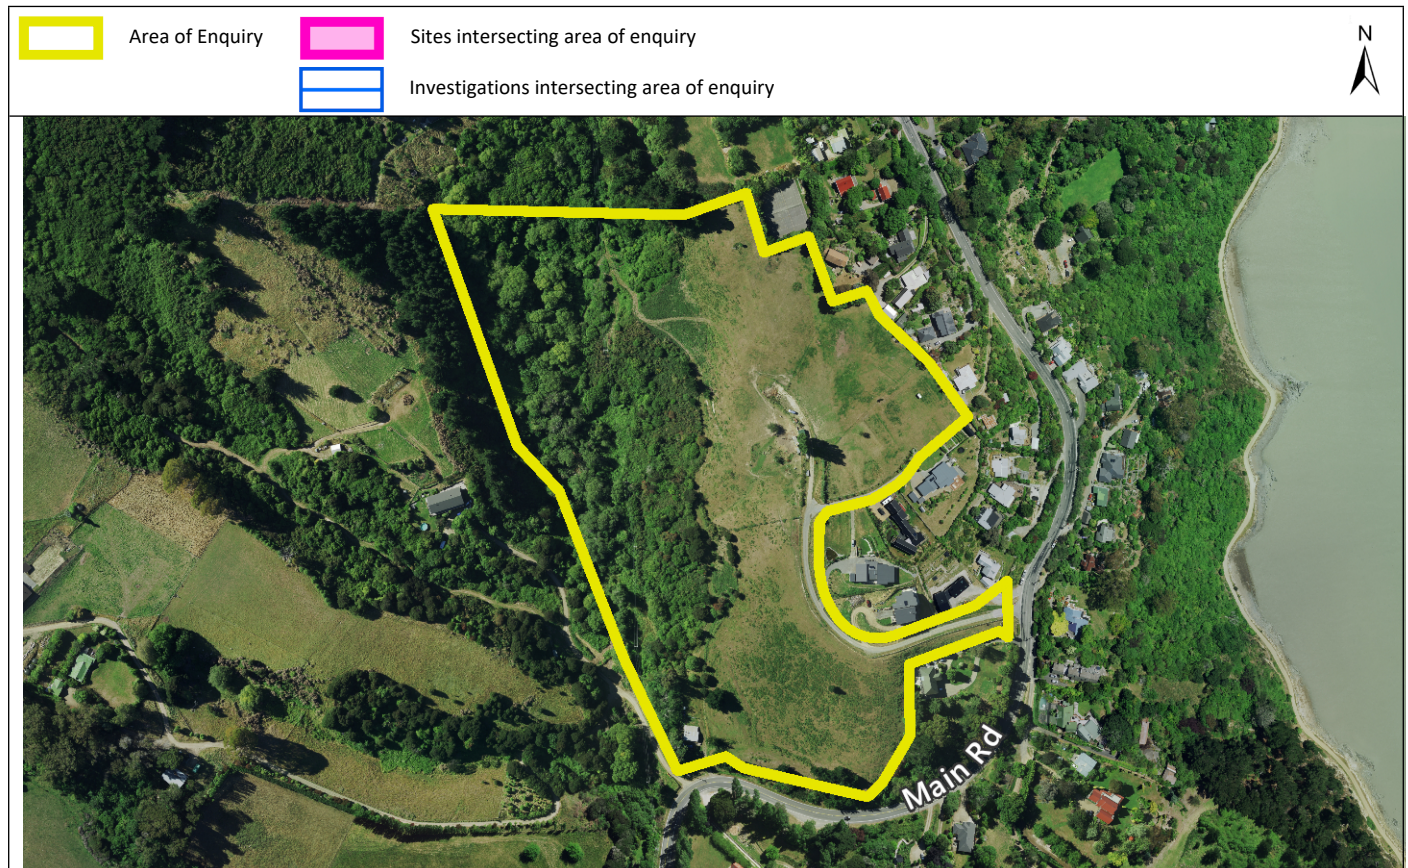 Area of Enquiry
Sites intersecting area of enquiry
Investigations intersecting area of enquiry
N
Main Rd